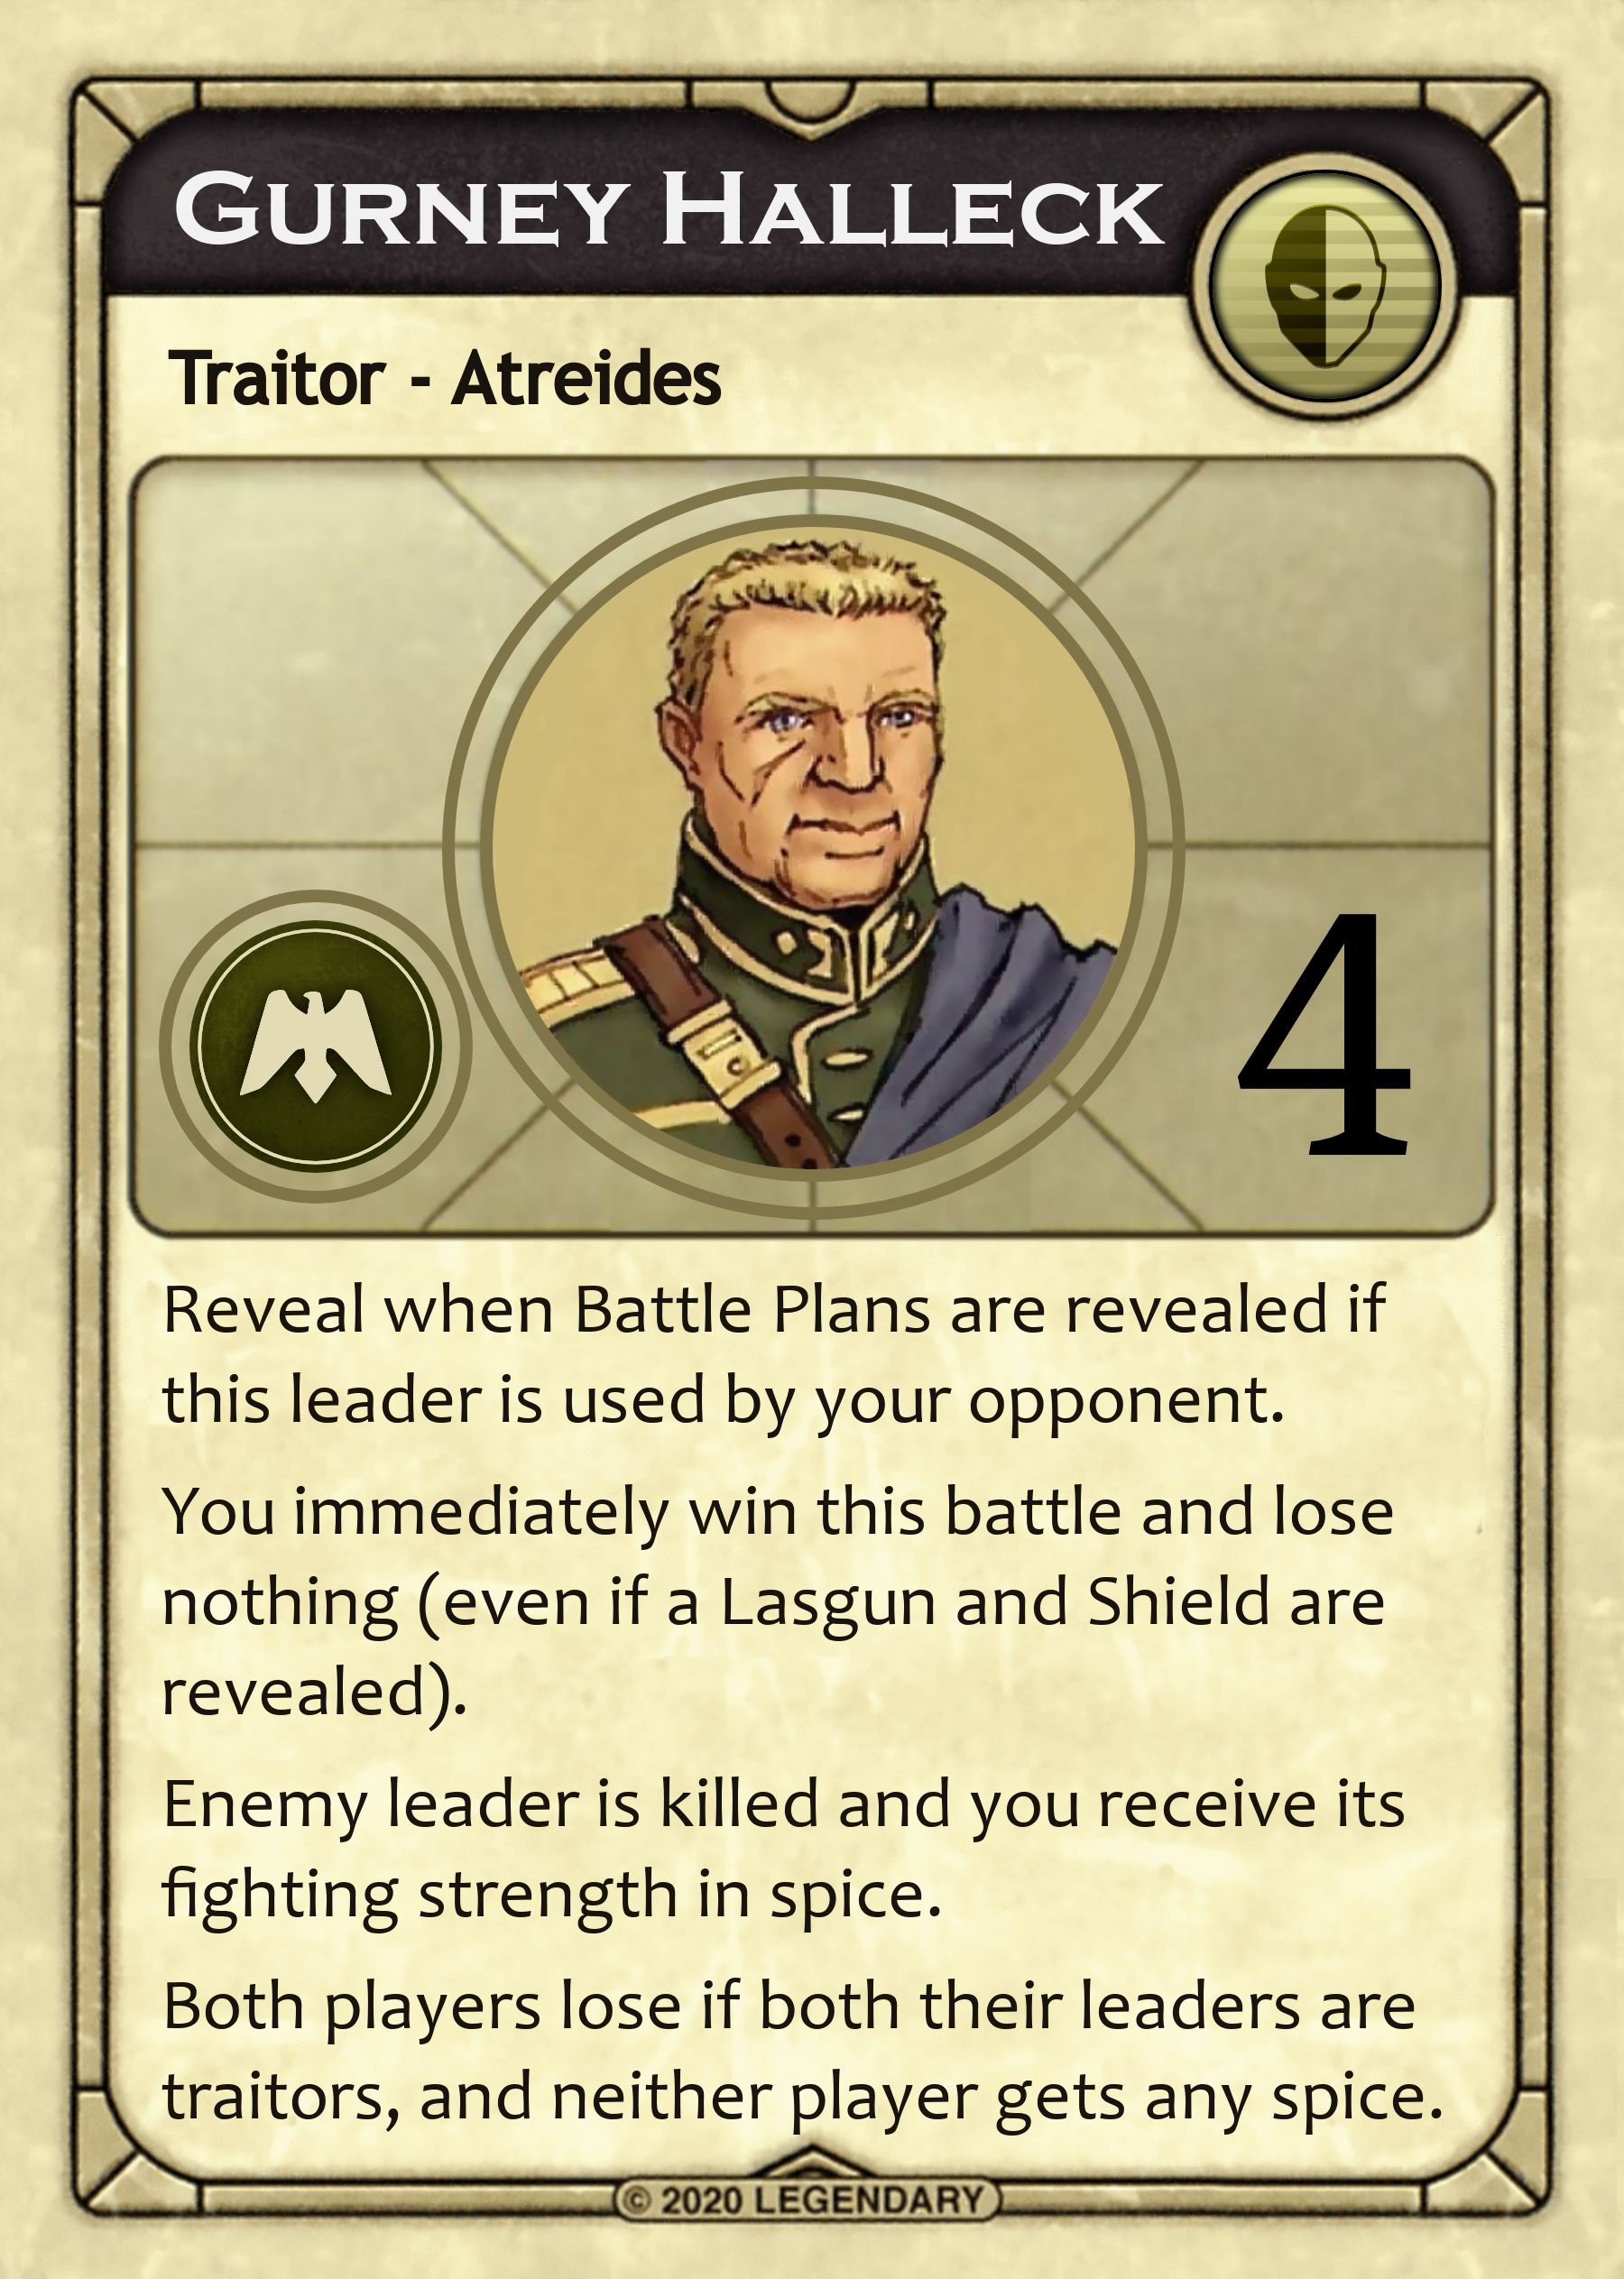 GURNEY HALLECK
Traitor - Atreides
4
Reveal when Battle Plans are revealed if
this leader is used by your opponent.
You immediately win this battle and lose
nothing (even if a Lasgun and Shield are
revealed).
Enemy leader is killed and you receive its
fighting strength in spice.
Both players lose if both their leaders are
traitors, and neither player gets any spice.
© 2020 LEGENDARY